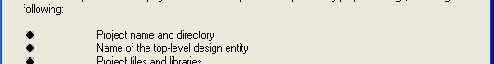 following:
Project name and directory
Name of the top-level design entity
Project files and libraries